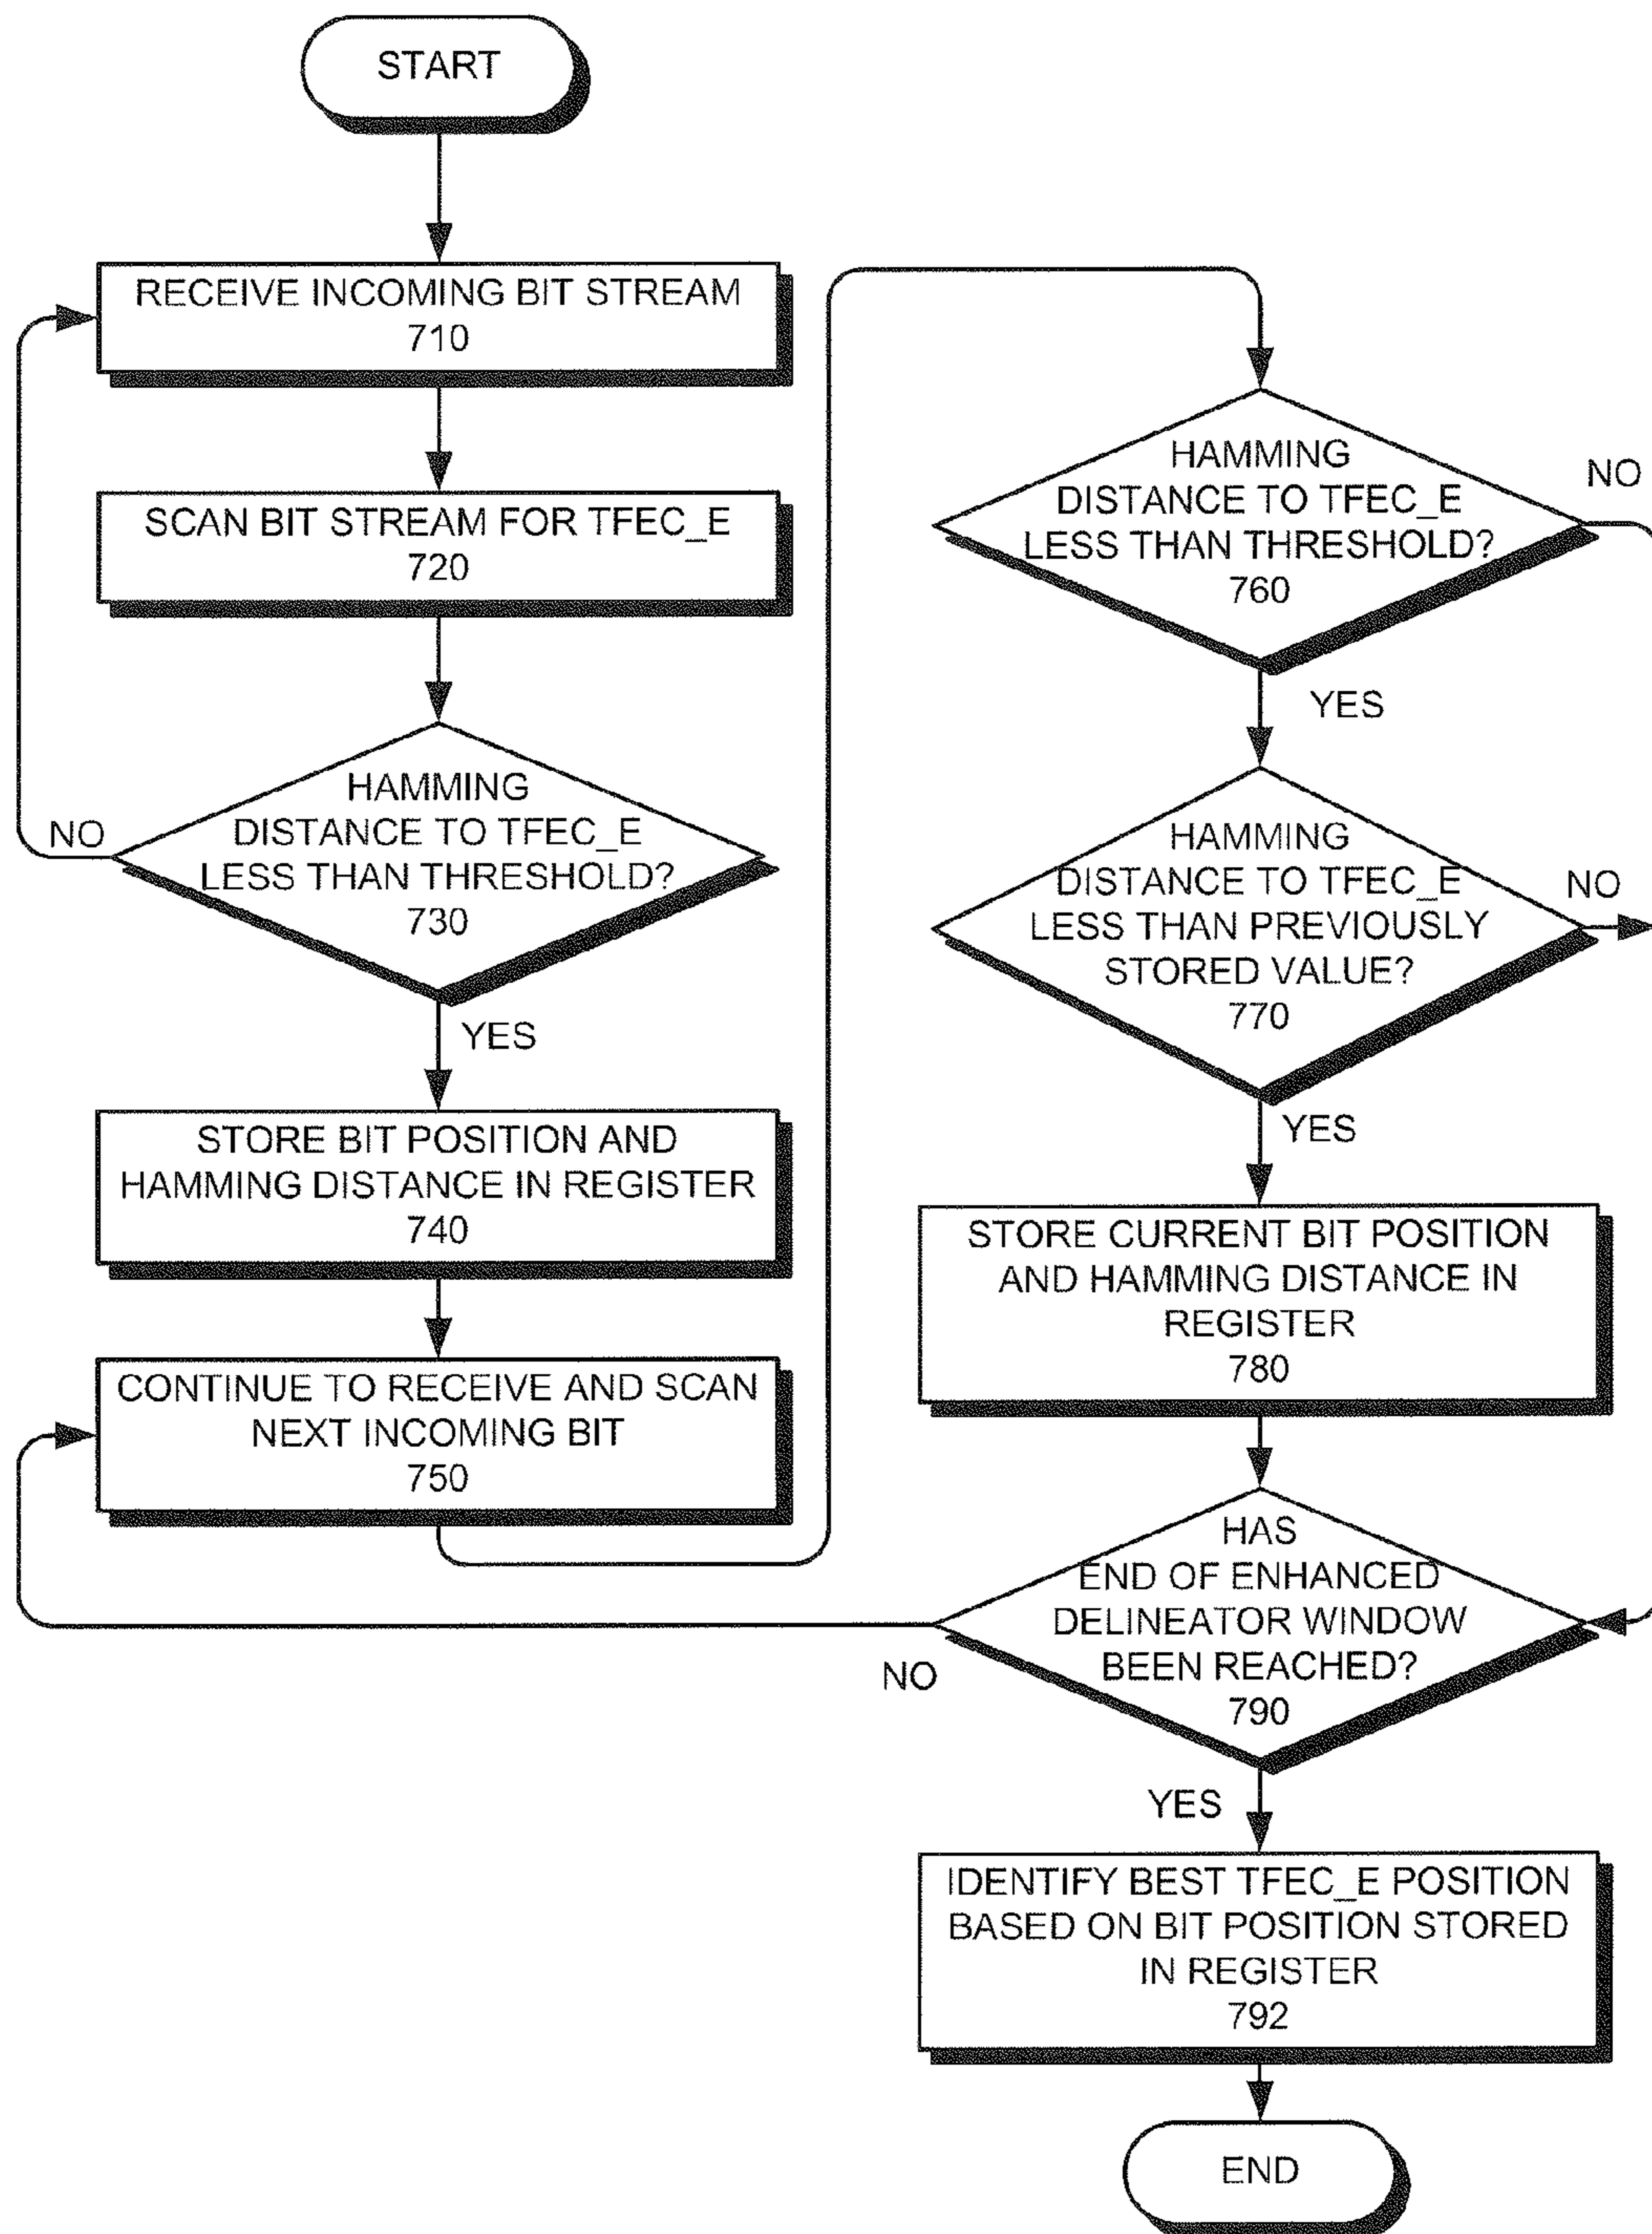 START
RECEIVE INCOMING BIT STREAM
710
SCAN BIT STREAM FOR TFEC_E
720
HAMMING
DISTANCE TO TFEC_E
LESS THAN THRESHOLD?
730
NO
YES
STORE BIT POSITION AND
HAMMING DISTANCE IN REGISTER
740
CONTINUE TO RECEIVE AND SCAN
NEXT INCOMING BIT
750
HAMMING
DISTANCE TO TFEC_E
LESS THAN THRESHOLD?
760
NO
YES
HAMMING
DISTANCE TO TFEC_E
LESS THAN PREVIOUSLY
STORED VALUE?
770
NO
YES
STORE CURRENT BIT POSITION
AND HAMMING DISTANCE IN
REGISTER
780
HAS
END OF ENHANCED
DELINEATOR WINDOW
BEEN REACHED?
790
NO
YES
IDENTIFY BEST TFEC_E POSITION
BASED ON BIT POSITION STORED
IN REGISTER
792
END